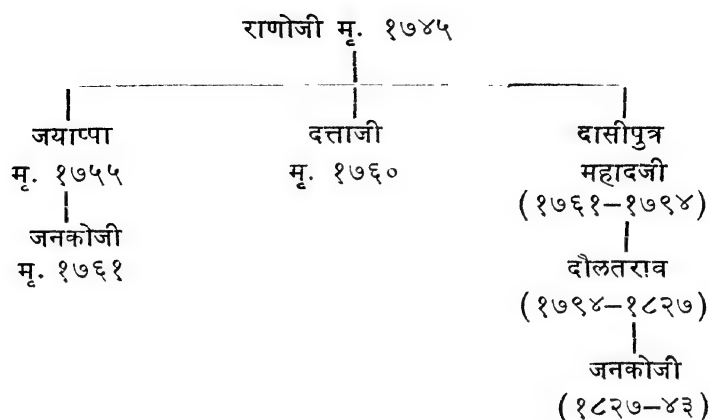 राणोजी मृ. १७४५
जयाप्पा
मृ. १७५५
जनकोजी
मृ. १७६१
दत्ताजी
मृ. १७६०
दासीपुत्र
महादजी
(१७६१–१७९४)
दौलतराव
(१७९४–१८२७)
जनकोजी
(१८२७–४३)